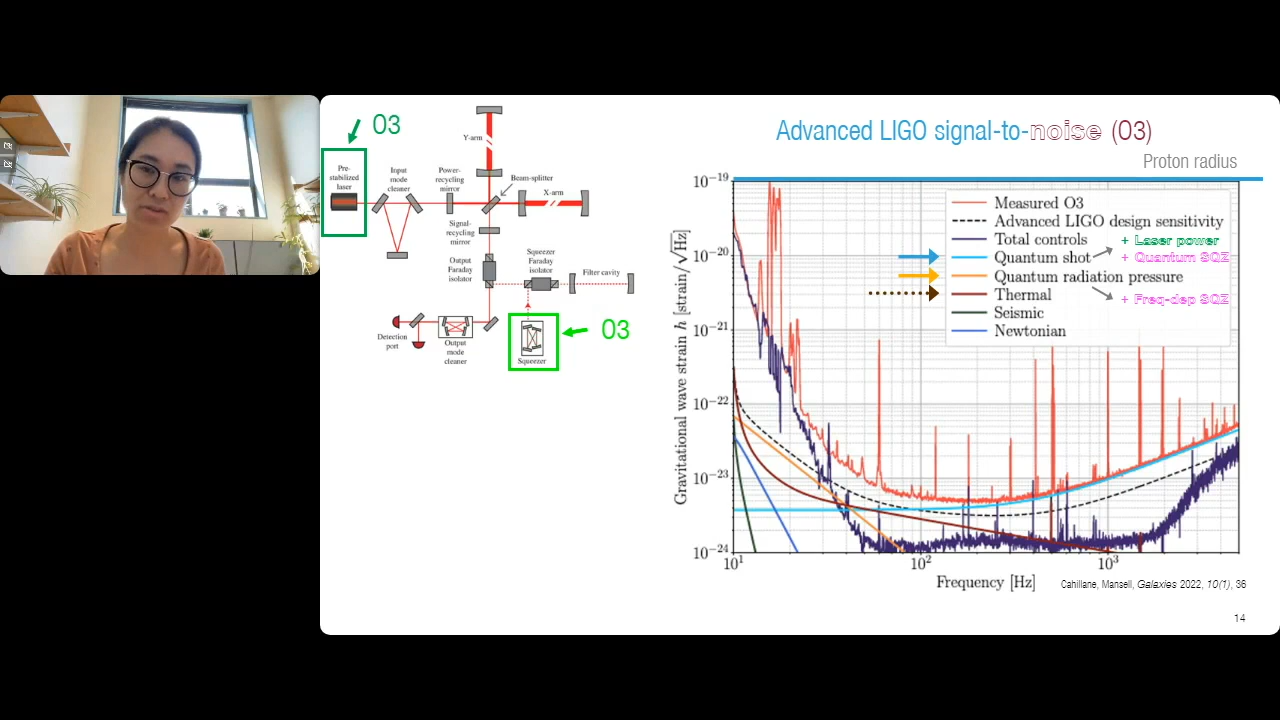 O3
Y-arm
Pre-
stabilized
laser
Input
mode
cleaner
Power-
recycling
mirror
Beam-splitter
X-arm
Signal-
recycling
mirror
Output
Faraday
isolator
Squeezer
Faraday
isolator
Filter cavity
Detection
port
Output
mode
cleaner
Squeezer
O3
Advanced LIGO signal-to-noise (O3)
Proton radius
Gravitational wave strain h [strain/√Hz]
10⁻¹⁹
10⁻²⁰
10⁻²¹
10⁻²²
10⁻²³
10⁻²⁴
Measured O3
Advanced LIGO design sensitivity
Total controls
+ Laser power
Quantum shot
+ Quantum SQZ
Quantum radiation pressure
Thermal
+ Freq-dep SQZ
Seismic
Newtonian
10¹
10²
10³
Frequency [Hz]
Cahillane, Mansell, Galaxies 2022, 10(1), 36
14